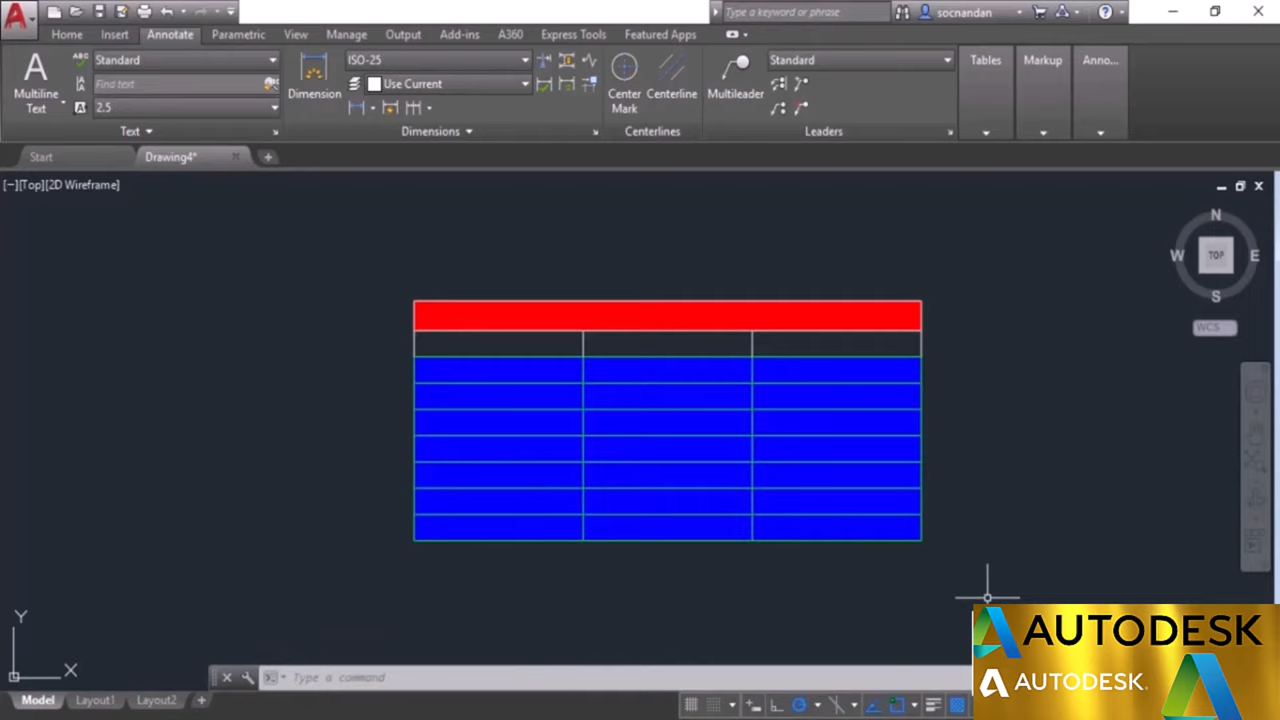 Type a keyword or phrase
socnandan
Home Insert Annotate Parametric View Manage Output Add-ins A360 Express Tools Featured Apps
A
Multiline
Text
ABC
Standard
Find text
2.5
Text
Dimension
ISO-25
Use Current
Dimensions
Center
Mark
Centerline
Centerlines
Multileader
Standard
Leaders
Tables
Markup
Anno...
Start
Drawing4*
[−][Top][2D Wireframe]
N
W
TOP
E
S
WCS
Y
X
Type a command
Model
Layout1
Layout2
AUTODESK
AUTODESK.